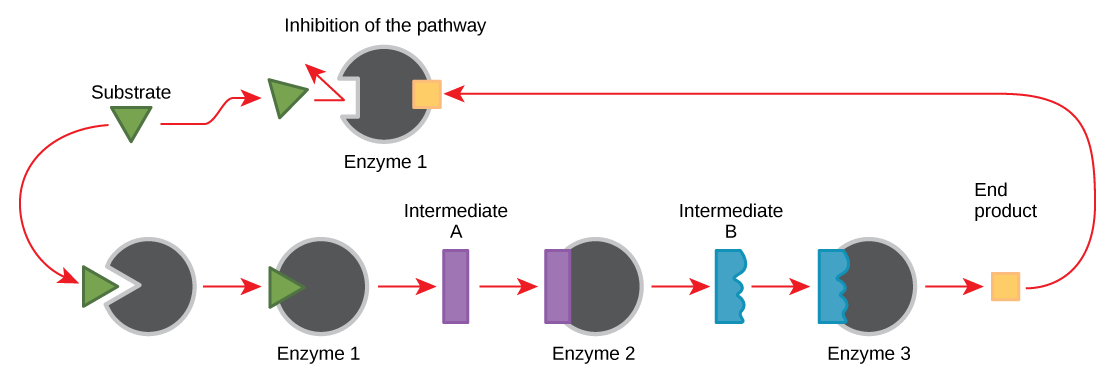 Inhibition of the pathway
Substrate
Enzyme 1
End
product
Intermediate
A
Intermediate
B
Enzyme 1
Enzyme 2
Enzyme 3